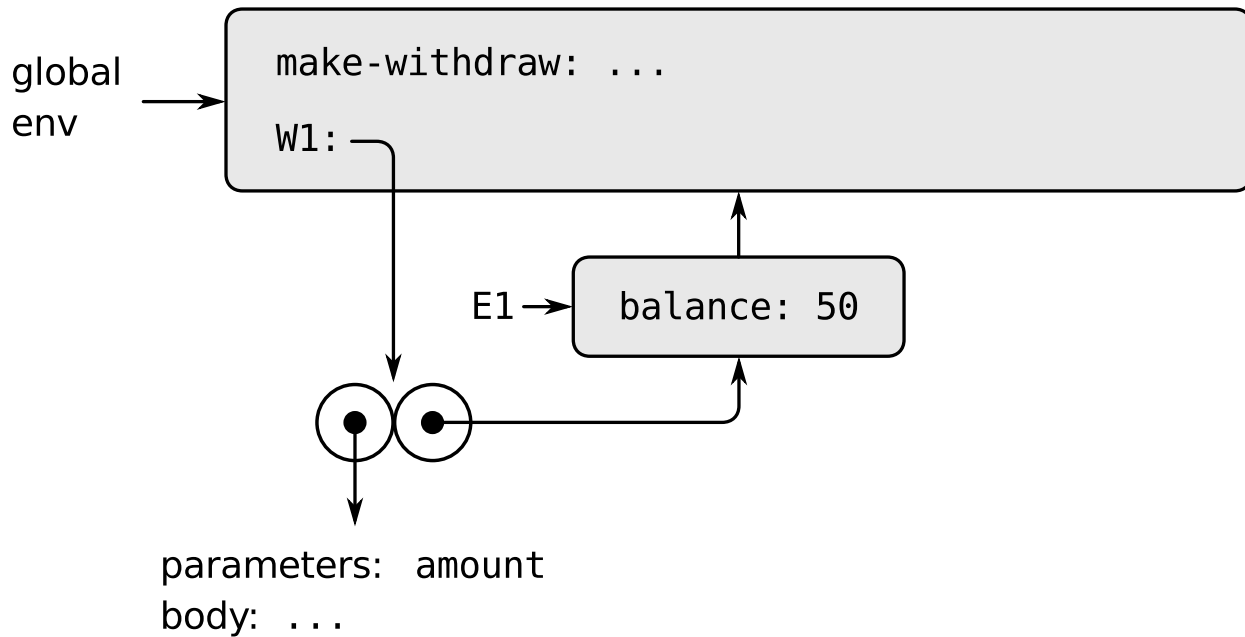 global
env
make-withdraw: ...
W1:
E1
balance: 50
parameters: amount
body: ...